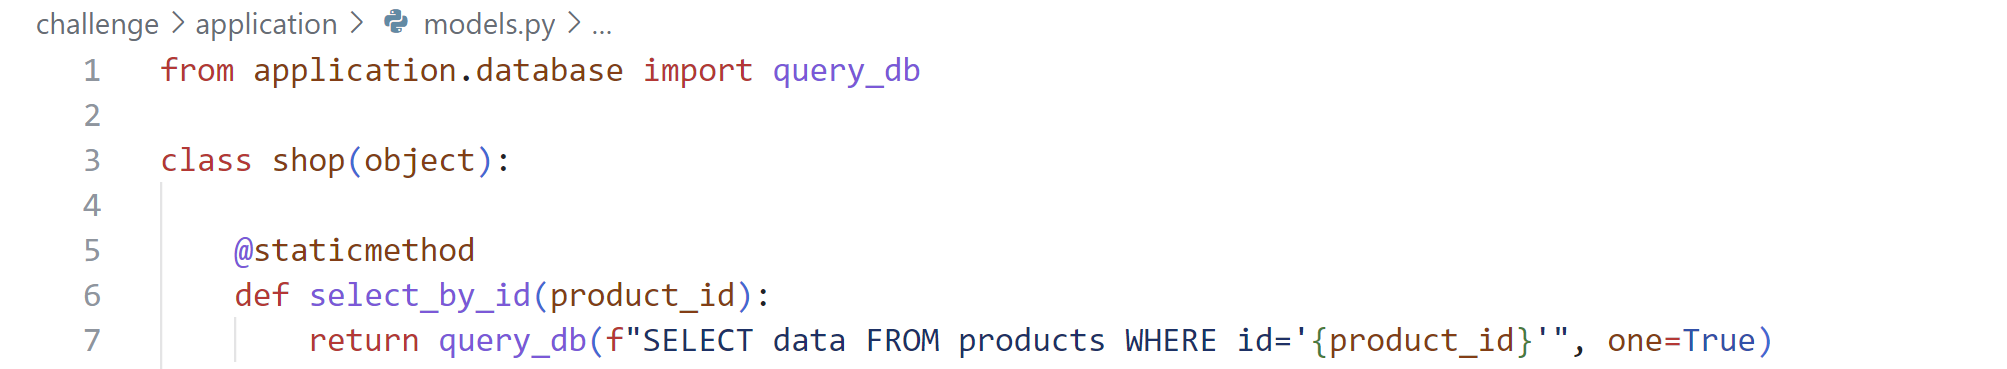 challenge > application > models.py > ...
1 from application.database import query_db
2
3 class shop(object):
4
5     @staticmethod
6     def select_by_id(product_id):
7         return query_db(f"SELECT data FROM products WHERE id='{product_id}'", one=True)